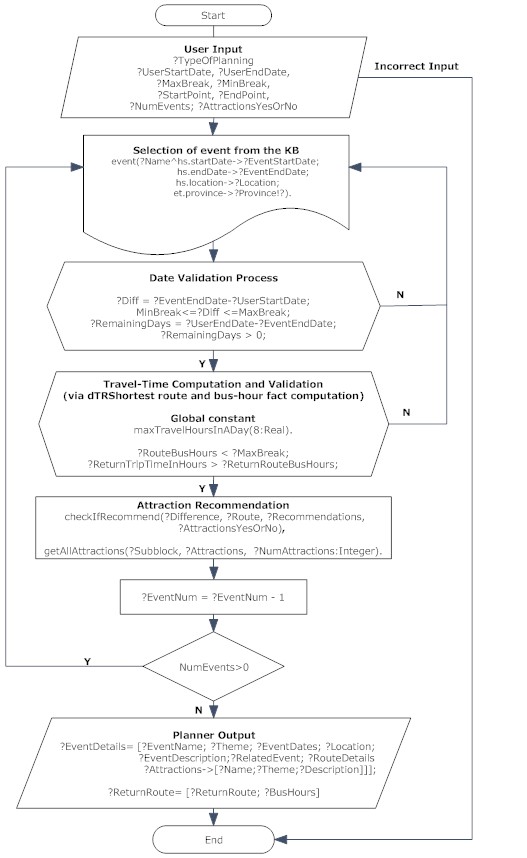 Start
User Input
?TypeOfPlanning
?UserStartDate, ?UserEndDate,
?MaxBreak, ?MinBreak,
?StartPoint, ?EndPoint,
?NumEvents; ?AttractionsYesOrNo
Incorrect Input
Selection of event from the KB
event(?Name^hs.startDate->?EventStartDate;
hs.endDate->?EventEndDate;
hs.location->?Location;
et.province->?Province!?).
Date Validation Process
?Diff = ?EventEndDate-?UserStartDate;
MinBreak<=?Diff <=MaxBreak;
?RemainingDays = ?UserEndDate-?EventEndDate;
?RemainingDays > 0;
N
Y
Travel-Time Computation and Validation
(via dTRShortest route and bus-hour fact computation)
Global constant
maxTravelHoursInADay(8:Real).
?RouteBusHours < ?MaxBreak;
?ReturnTripTimeInHours > ?ReturnRouteBusHours;
N
Y
Attraction Recommendation
checkIfRecommend(?Difference, ?Route, ?Recommendations,
?AttractionsYesOrNo),
getAllAttractions(?Subblock, ?Attractions, ?NumAttractions:Integer).
?EventNum = ?EventNum - 1
NumEvents>0
Y
N
Planner Output
?EventDetails= [?EventName; ?Theme; ?EventDates; ?Location;
?EventDescription;?RelatedEvent; ?RouteDetails
?Attractions->[?Name;?Theme;?Description]]];
?ReturnRoute= [?ReturnRoute; ?BusHours]
End